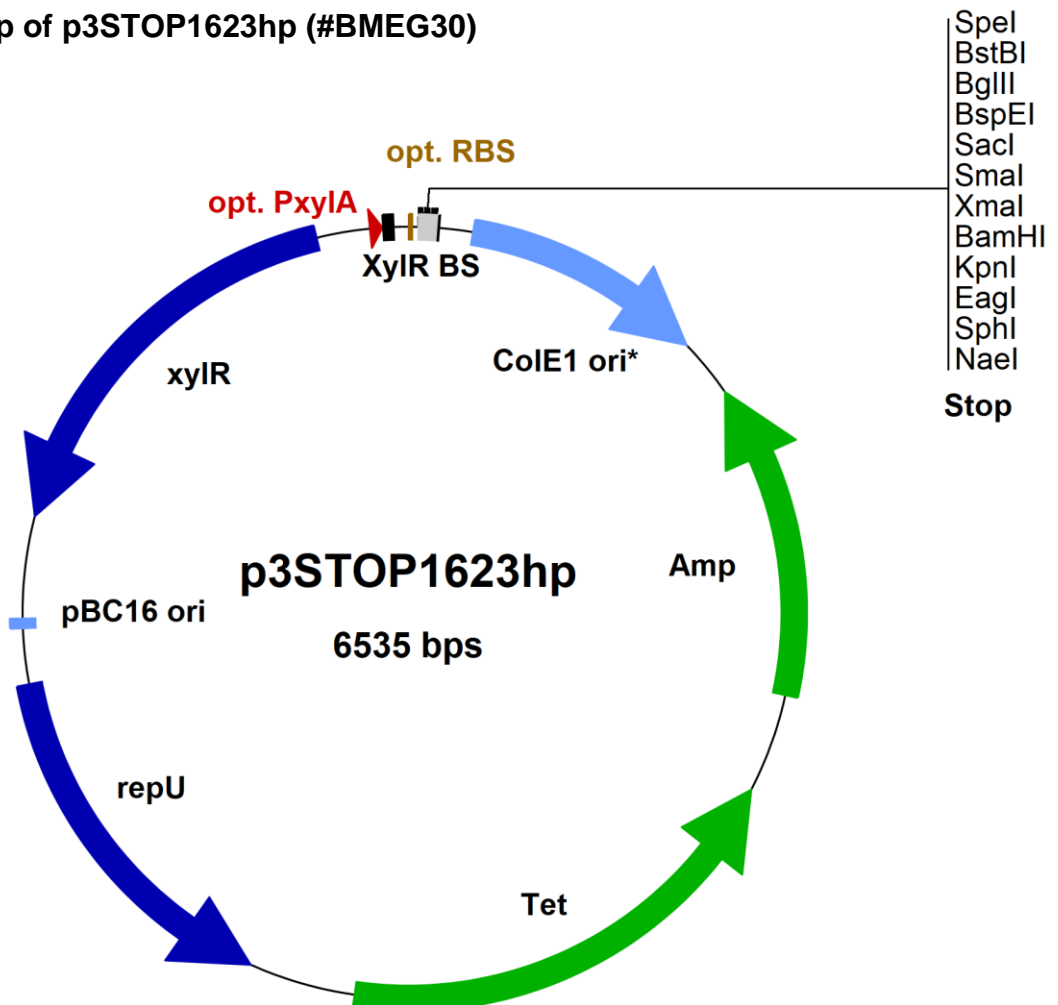 p of p3STOP1623hp (#BMEG30)
SpeI
BstBI
BglII
BspEI
SacI
SmaI
XmaI
BamHI
KpnI
EagI
SphI
NaeI
Stop
opt. RBS
opt. PxylA
XylR BS
ColE1 ori*
xylR
p3STOP1623hp
6535 bps
Amp
pBC16 ori
repU
Tet